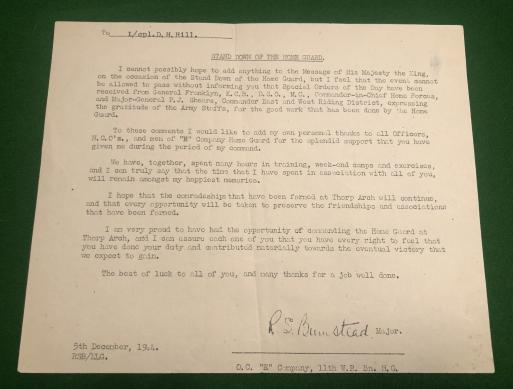 To L/cpl. D. H. Hill.
STAND DOWN OF THE HOME GUARD.
I cannot possibly hope to add anything to the Message of His Majesty the King,
on the occasion of the Stand Down of the Home Guard, but I feel that the event cannot
be allowed to pass without informing you that Special Orders of the Day have been
received from General Franklyn, K.C.B., D.S.O., M.C., Commander-in-Chief Home Forces,
and Major-General P.J. Shears, Commander East and West Riding District, expressing
the gratitude of the Army Staffs, for the good work that has been done by the Home
Guard.
To these comments I would like to add my own personal thanks to all Officers,
N.C.O's., and men of Company Home Guard for the splendid support that you have
given me during the period of my command.
We have, together, spent many hours in training, week-end camps and exercises,
and I can truly say that the time that I have spent in association with all of you,
will remain amongst my happiest memories.
I hope that the comradeship that have been formed at Thorp Arch will continue,
and that every opportunity will be taken to preserve the friendships and associations
that have been formed.
I am very proud to have had the opportunity of commanding the Home Guard at
Thorp Arch, and I can assure each one of you that you have every right to feel that
you have done your duty and contributed materially towards the eventual victory that
we expect to gain.
The best of luck to all of you, and many thanks for a job well done.
R S Bumstead Major.
5th December, 1944.
RSB/LLG.
O.C. Company, 11th W.R. Bn. H.G.